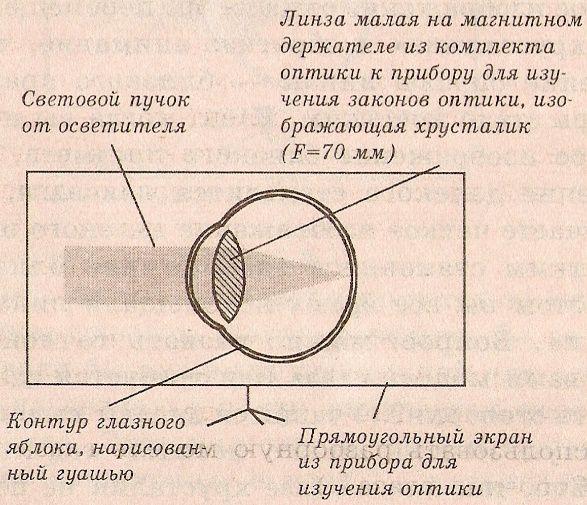 Линза малая на магнитном
держателе из комплекта
оптики к прибору для изу-
чения законов оптики, изо-
бражающая хрусталик
(F=70 мм)
Световой пучок
от осветителя
Контур глазного
яблока, нарисован-
ный гуашью
Прямоугольный экран
из прибора для
изучения оптики